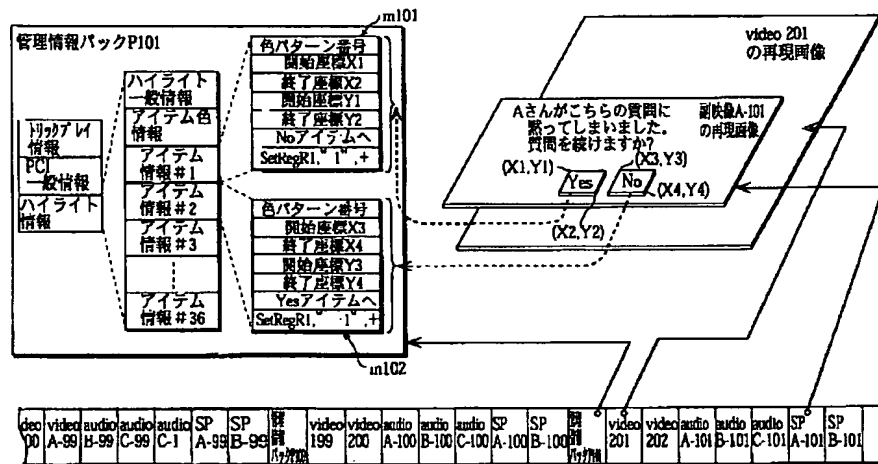 m101
管理情報パックP101
トリックプレイ
情報
PCI
一般情報
ハイライト
情報
ハイライト
一般情報
アイテム色
情報
アイテム
情報#1
アイテム
情報#2
アイテム
情報#3
アイテム
情報#36
色パターン番号
開始座標X1
終了座標X2
開始座標Y1
終了座標Y2
Noアイテムへ
SetRegR1,"1",+
色パターン番号
開始座標X3
終了座標X4
開始座標Y3
終了座標Y4
Yesアイテムへ
SetRegR1,"-1",+
m102
video 201
の再現画像
Aさんがこちらの質問に
黙ってしまいました。
質問を続けますか?
副映像A-101
の再現画像
(X1,Y1)
(X3,Y3)
Yes
No
(X4,Y4)
(X2,Y2)
deo 00
video A-99
audio B-99
audio C-99
audio C-1
SP A-99
SP B-99
video 199
video 200
audio A-100
audio B-100
audio C-100
SP A-100
SP B-100
video 201
video 202
audio A-101
audio B-101
audio C-101
SP A-101
SP B-101